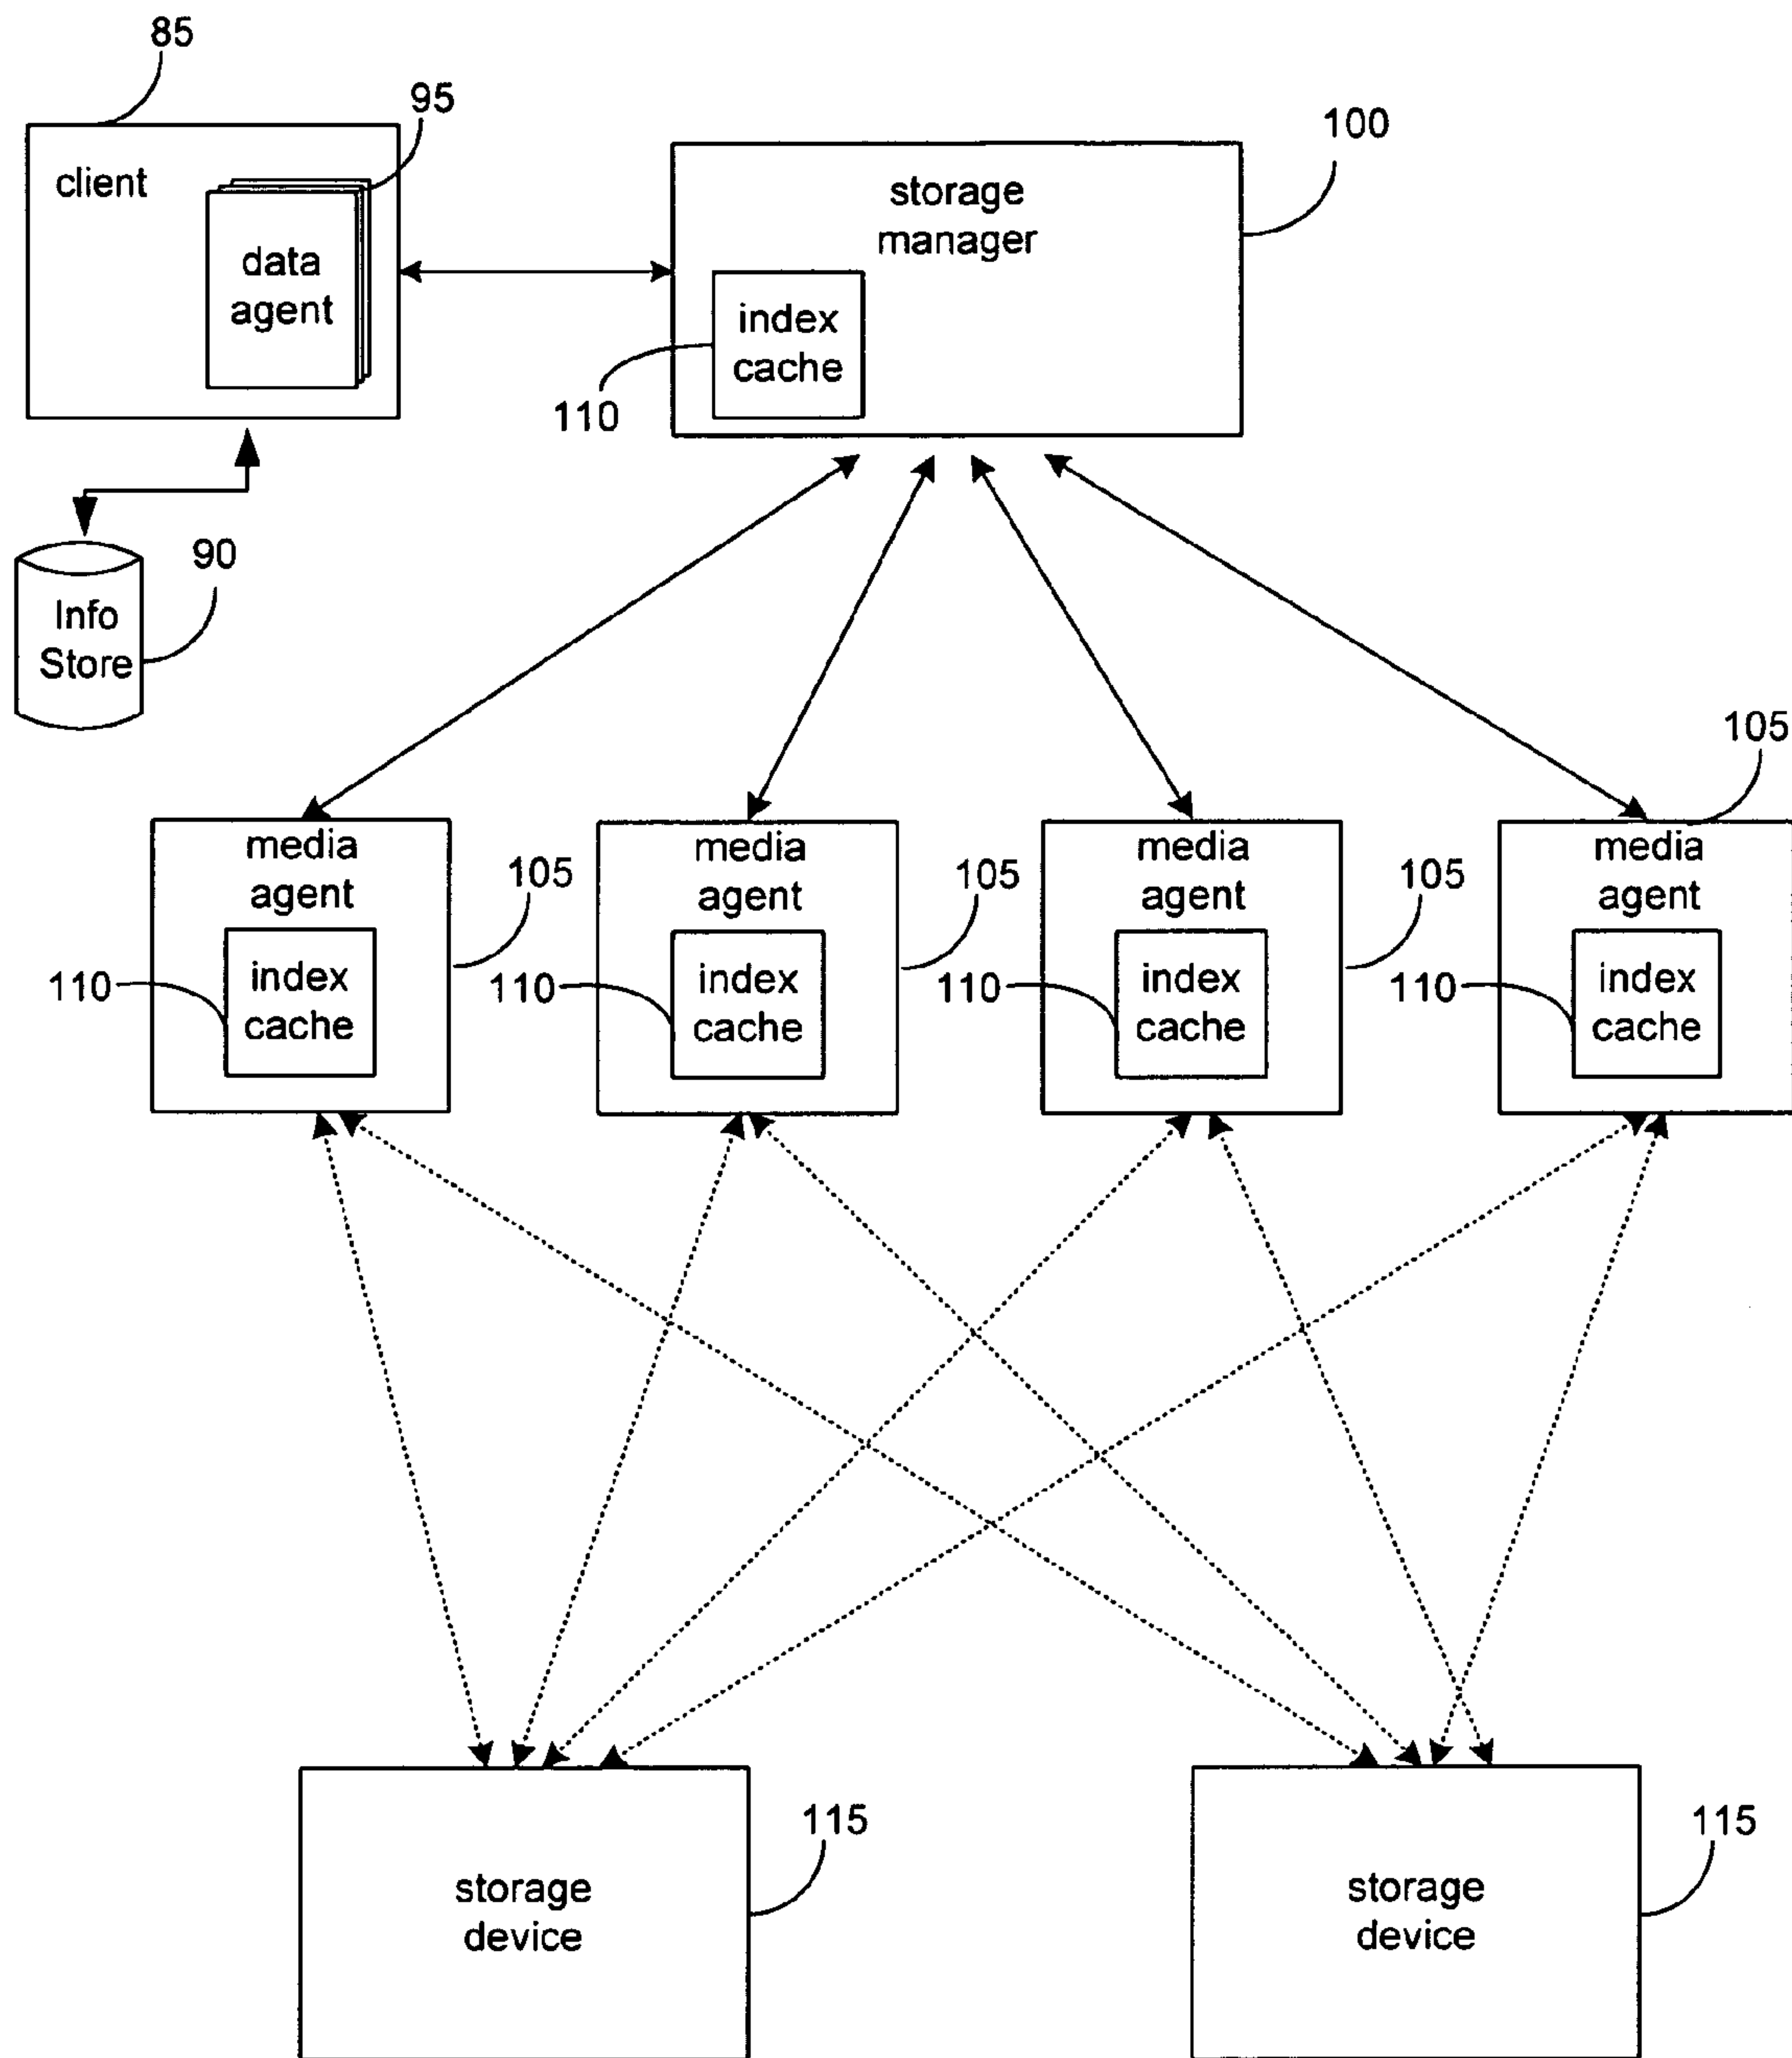 85
95
100
client
data
agent
storage
manager
index
cache
110
90
Info
Store
105
media
agent
105
index
cache
110
media
agent
105
index
cache
110
media
agent
105
index
cache
110
media
agent
index
cache
110
storage
device
115
storage
device
115